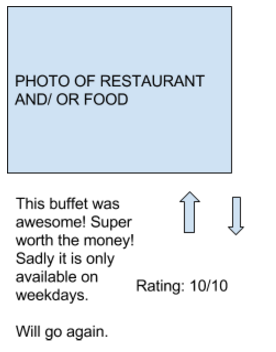 PHOTO OF RESTAURANT
AND/ OR FOOD
This buffet was
awesome! Super
worth the money!
Sadly it is only
available on
weekdays.
Rating: 10/10
Will go again.